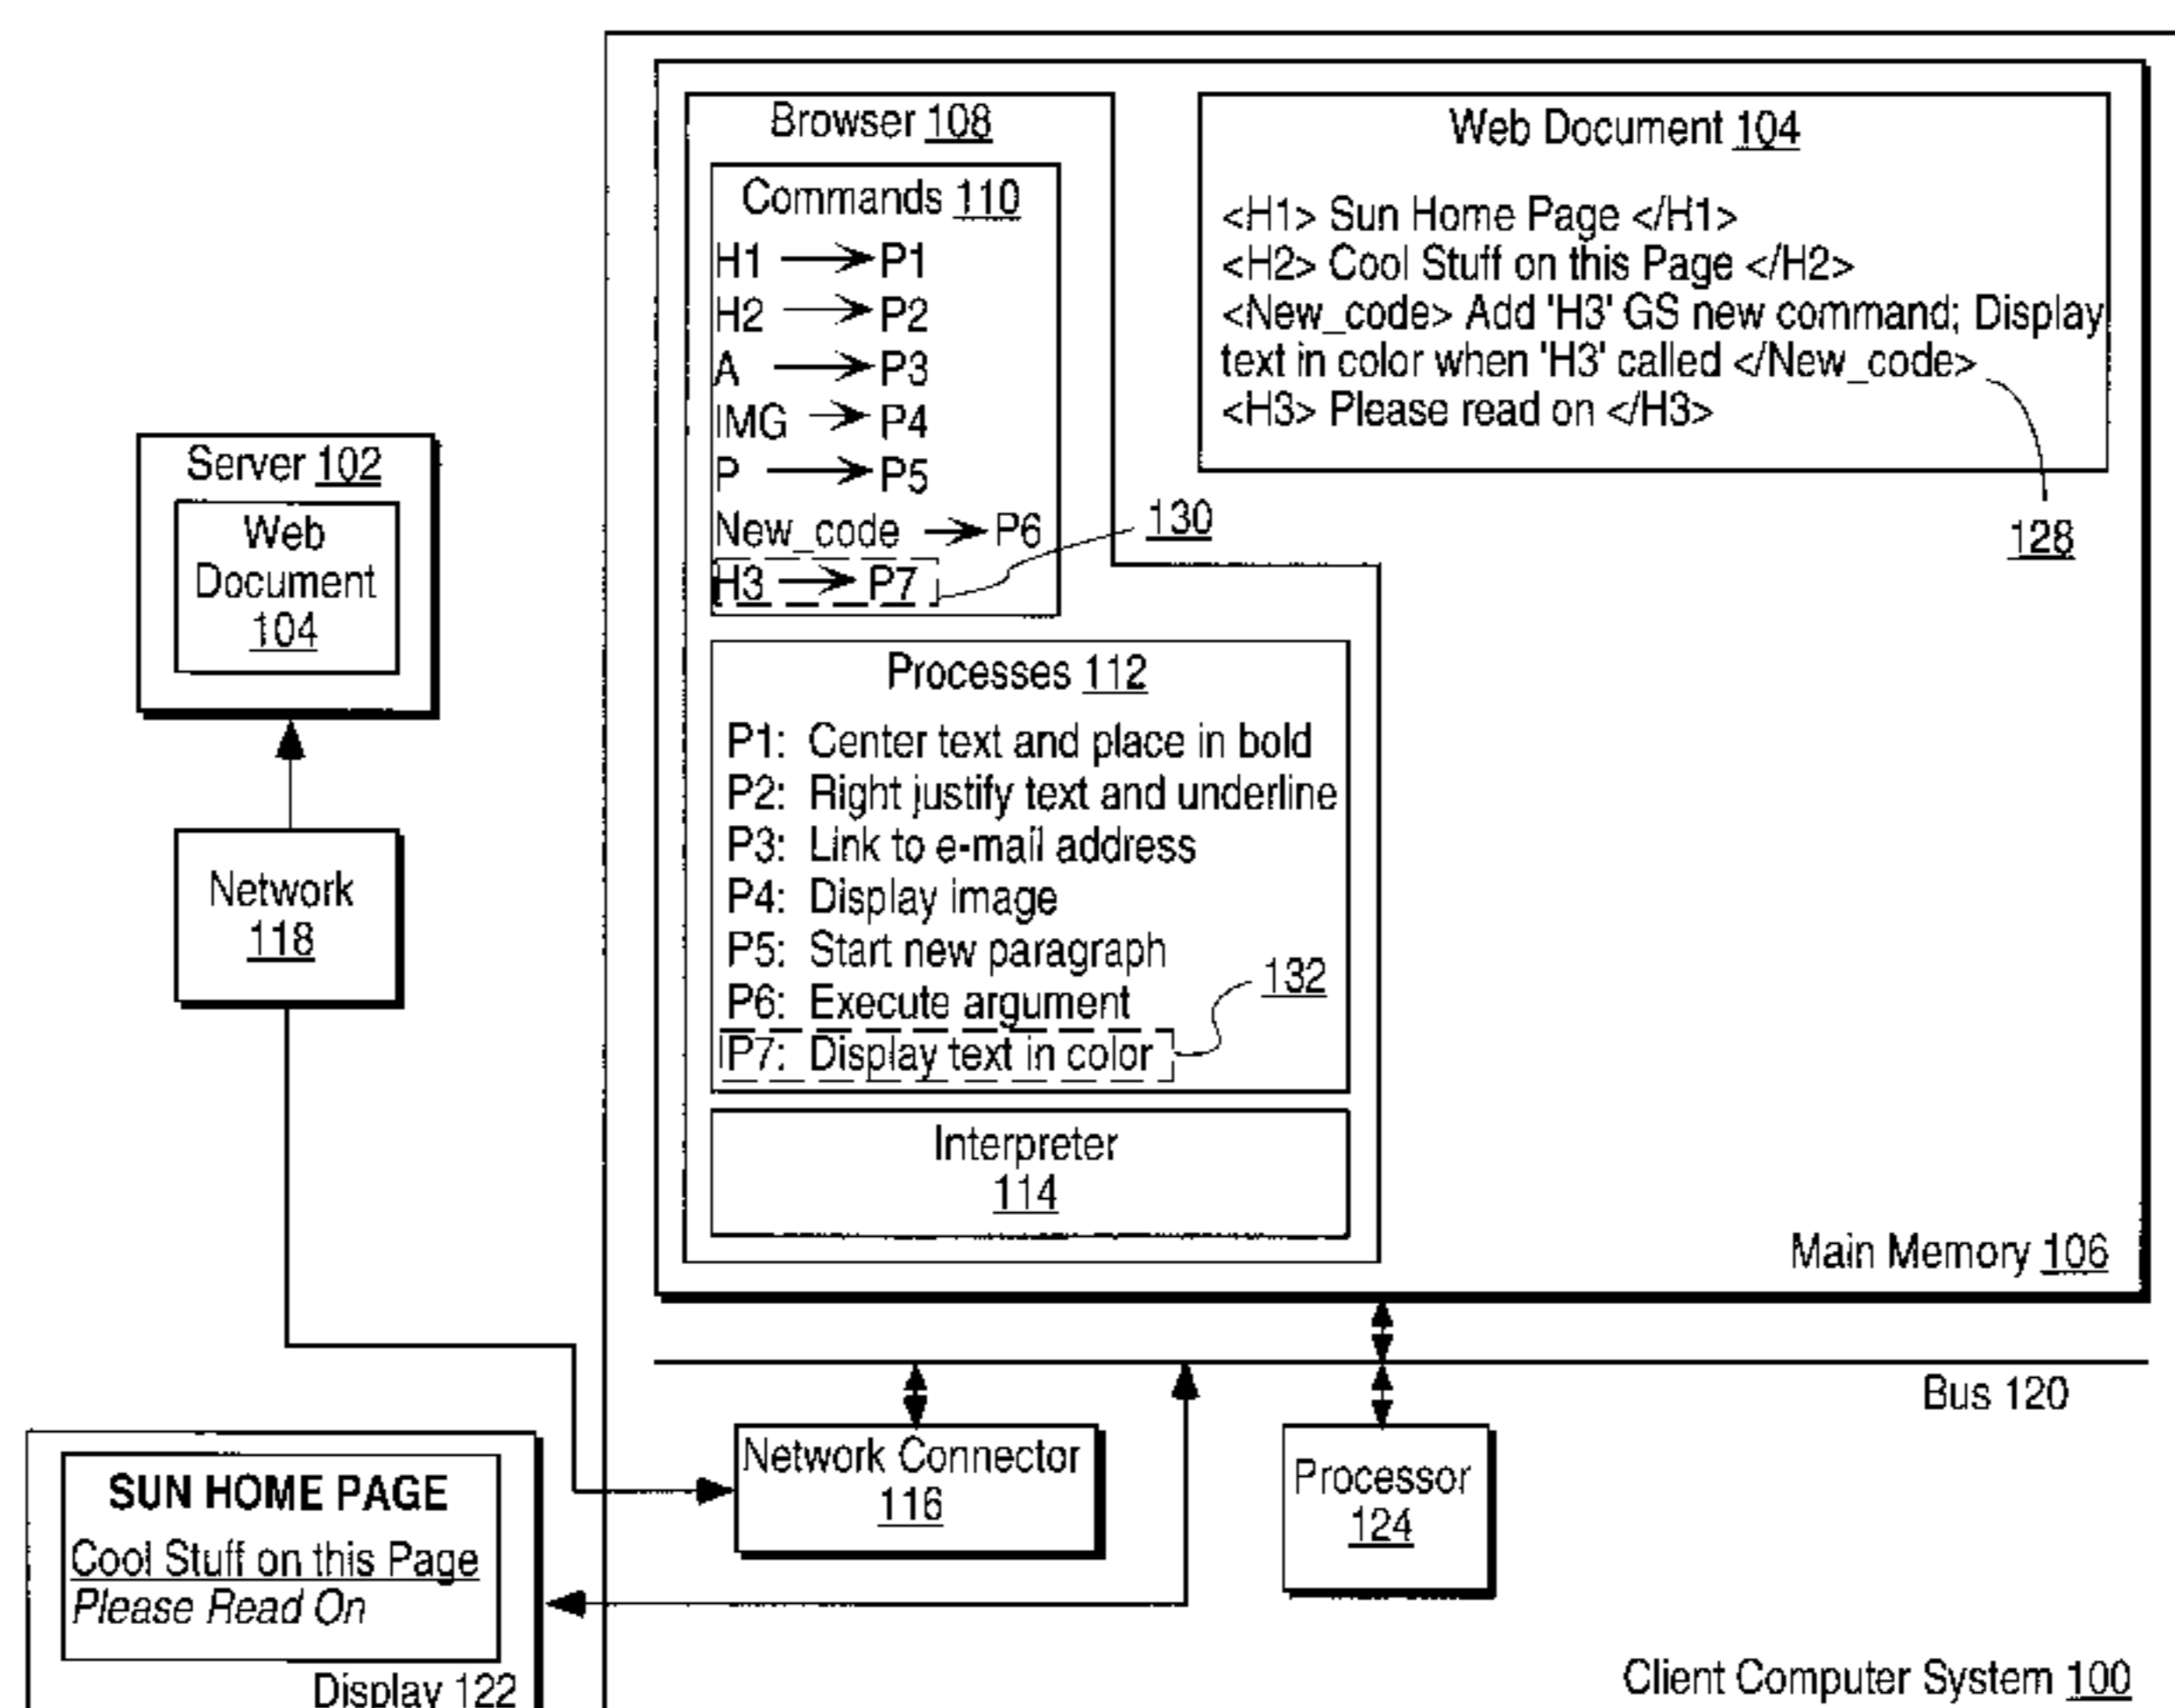 Browser 108
Commands 110
H1 → P1
H2 → P2
A → P3
IMG → P4
P → P5
New_code → P6
H3 → P7
130
Web Document 104
<H1> Sun Home Page </H1>
<H2> Cool Stuff on this Page </H2>
<New_code> Add 'H3' GS new command; Display
text in color when 'H3' called </New_code>
<H3> Please read on </H3>
128
Server 102
Web
Document
104
Network
118
Processes 112
P1: Center text and place in bold
P2: Right justify text and underline
P3: Link to e-mail address
P4: Display image
P5: Start new paragraph
P6: Execute argument
P7: Display text in color
132
Interpreter
114
Main Memory 106
Bus 120
Network Connector
116
Processor
124
SUN HOME PAGE
Cool Stuff on this Page
Please Read On
Display 122
Client Computer System 100